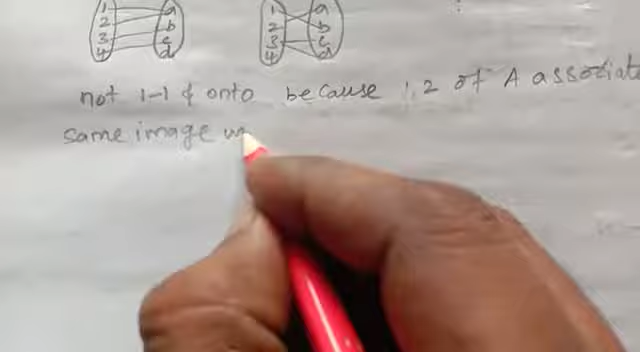 1 a 1 a
2 b 2 b
3 c 3 c
4 d 4 d
not 1-1 & onto because 1,2 of A associate
same image